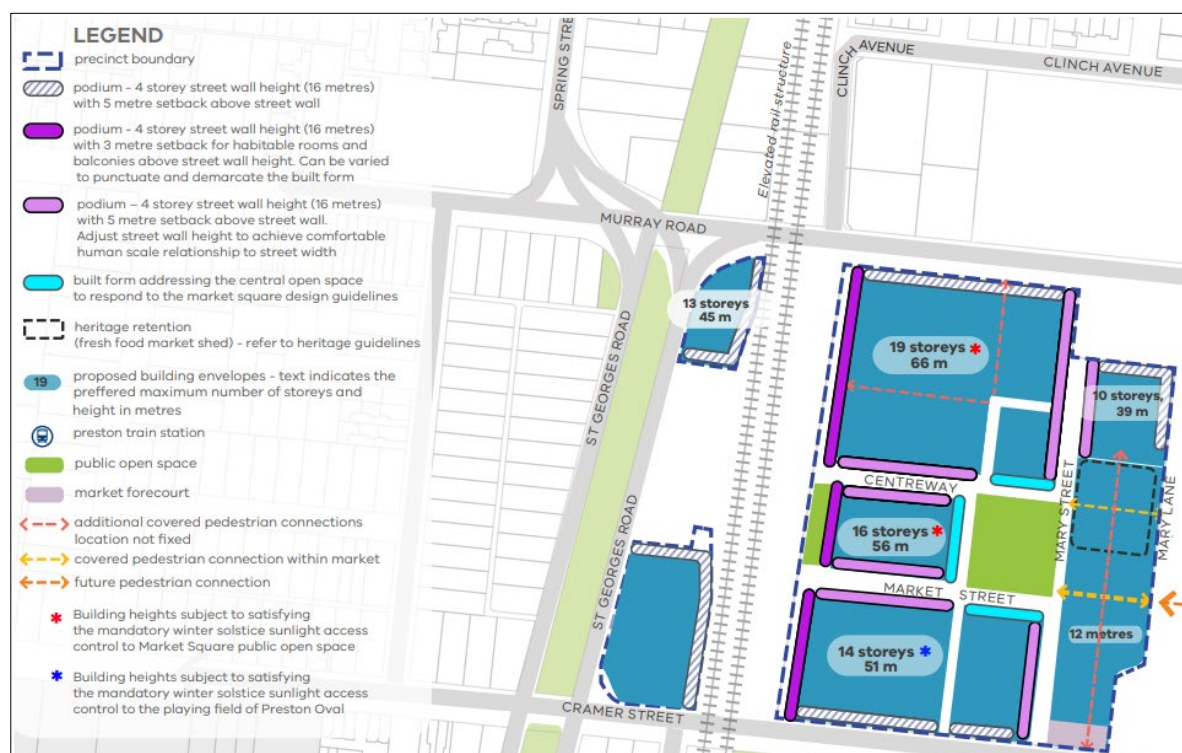 LEGEND
precinct boundary
podium - 4 storey street wall height (16 metres)
with 5 metre setback above street wall
podium - 4 storey street wall height (16 metres)
with 3 metre setback for habitable rooms and
balconies above street wall height. Can be varied
to punctuate and demarcate the built form
podium - 4 storey street wall height (16 metres)
with 5 metre setback above street wall.
Adjust street wall height to achieve comfortable
human scale relationship to street width
built form addressing the central open space
to respond to the market square design guidelines
heritage retention
(fresh food market shed) - refer to heritage guidelines
19
proposed building envelopes - text indicates the
preffered maximum number of storeys and
height in metres
preston train station
public open space
market forecourt
additional covered pedestrian connections
location not fixed
covered pedestrian connection within market
future pedestrian connection
* Building heights subject to satisfying
the mandatory winter solstice sunlight access
control to Market Square public open space
* Building heights subject to satisfying
the mandatory winter solstice sunlight access
control to the playing field of Preston Oval
SPRING STRE
Elevated rail structure
CLINCH AVENUE
CLINCH AVENUE
MURRAY ROAD
ST GEORGES ROAD
ST GEORGES ROAD
13 storeys
45 m
19 storeys *
66 m
10 storeys,
39 m
CENTREWAY
MARY STREET
MARY LANE
16 storeys *
56 m
MARKET STREET
14 storeys *
51 m
12 metres
CRAMER STREET